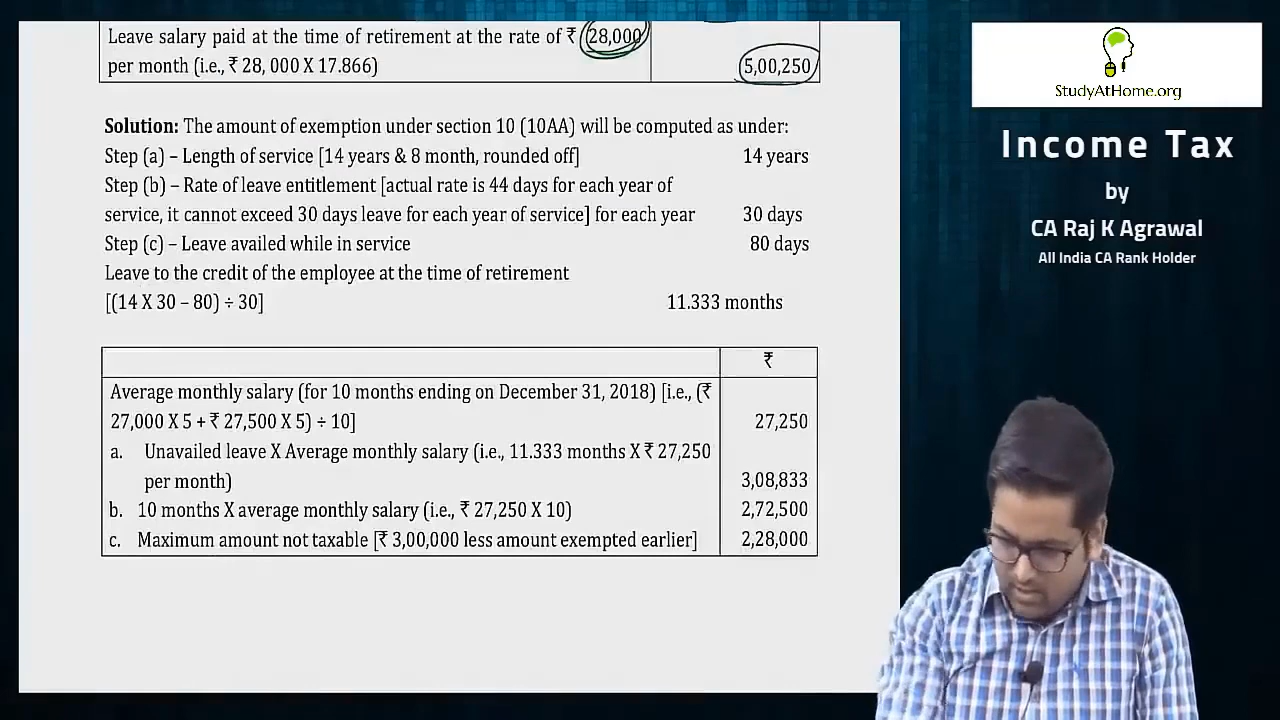 Leave salary paid at the time of retirement at the rate of ₹ 28,000
per month (i.e., ₹ 28, 000 X 17.866) 5,00,250
Solution: The amount of exemption under section 10 (10AA) will be computed as under:
Step (a) – Length of service [14 years & 8 month, rounded off] 14 years
Step (b) – Rate of leave entitlement [actual rate is 44 days for each year of
service, it cannot exceed 30 days leave for each year of service] for each year 30 days
Step (c) – Leave availed while in service 80 days
Leave to the credit of the employee at the time of retirement
[(14 X 30 – 80) ÷ 30] 11.333 months
₹
Average monthly salary (for 10 months ending on December 31, 2018) [i.e., (₹
27,000 X 5 + ₹ 27,500 X 5) ÷ 10] 27,250
a. Unavailed leave X Average monthly salary (i.e., 11.333 months X ₹ 27,250
per month) 3,08,833
b. 10 months X average monthly salary (i.e., ₹ 27,250 X 10) 2,72,500
c. Maximum amount not taxable [₹ 3,00,000 less amount exempted earlier] 2,28,000
StudyAtHome.org
Income Tax
by
CA Raj K Agrawal
All India CA Rank Holder